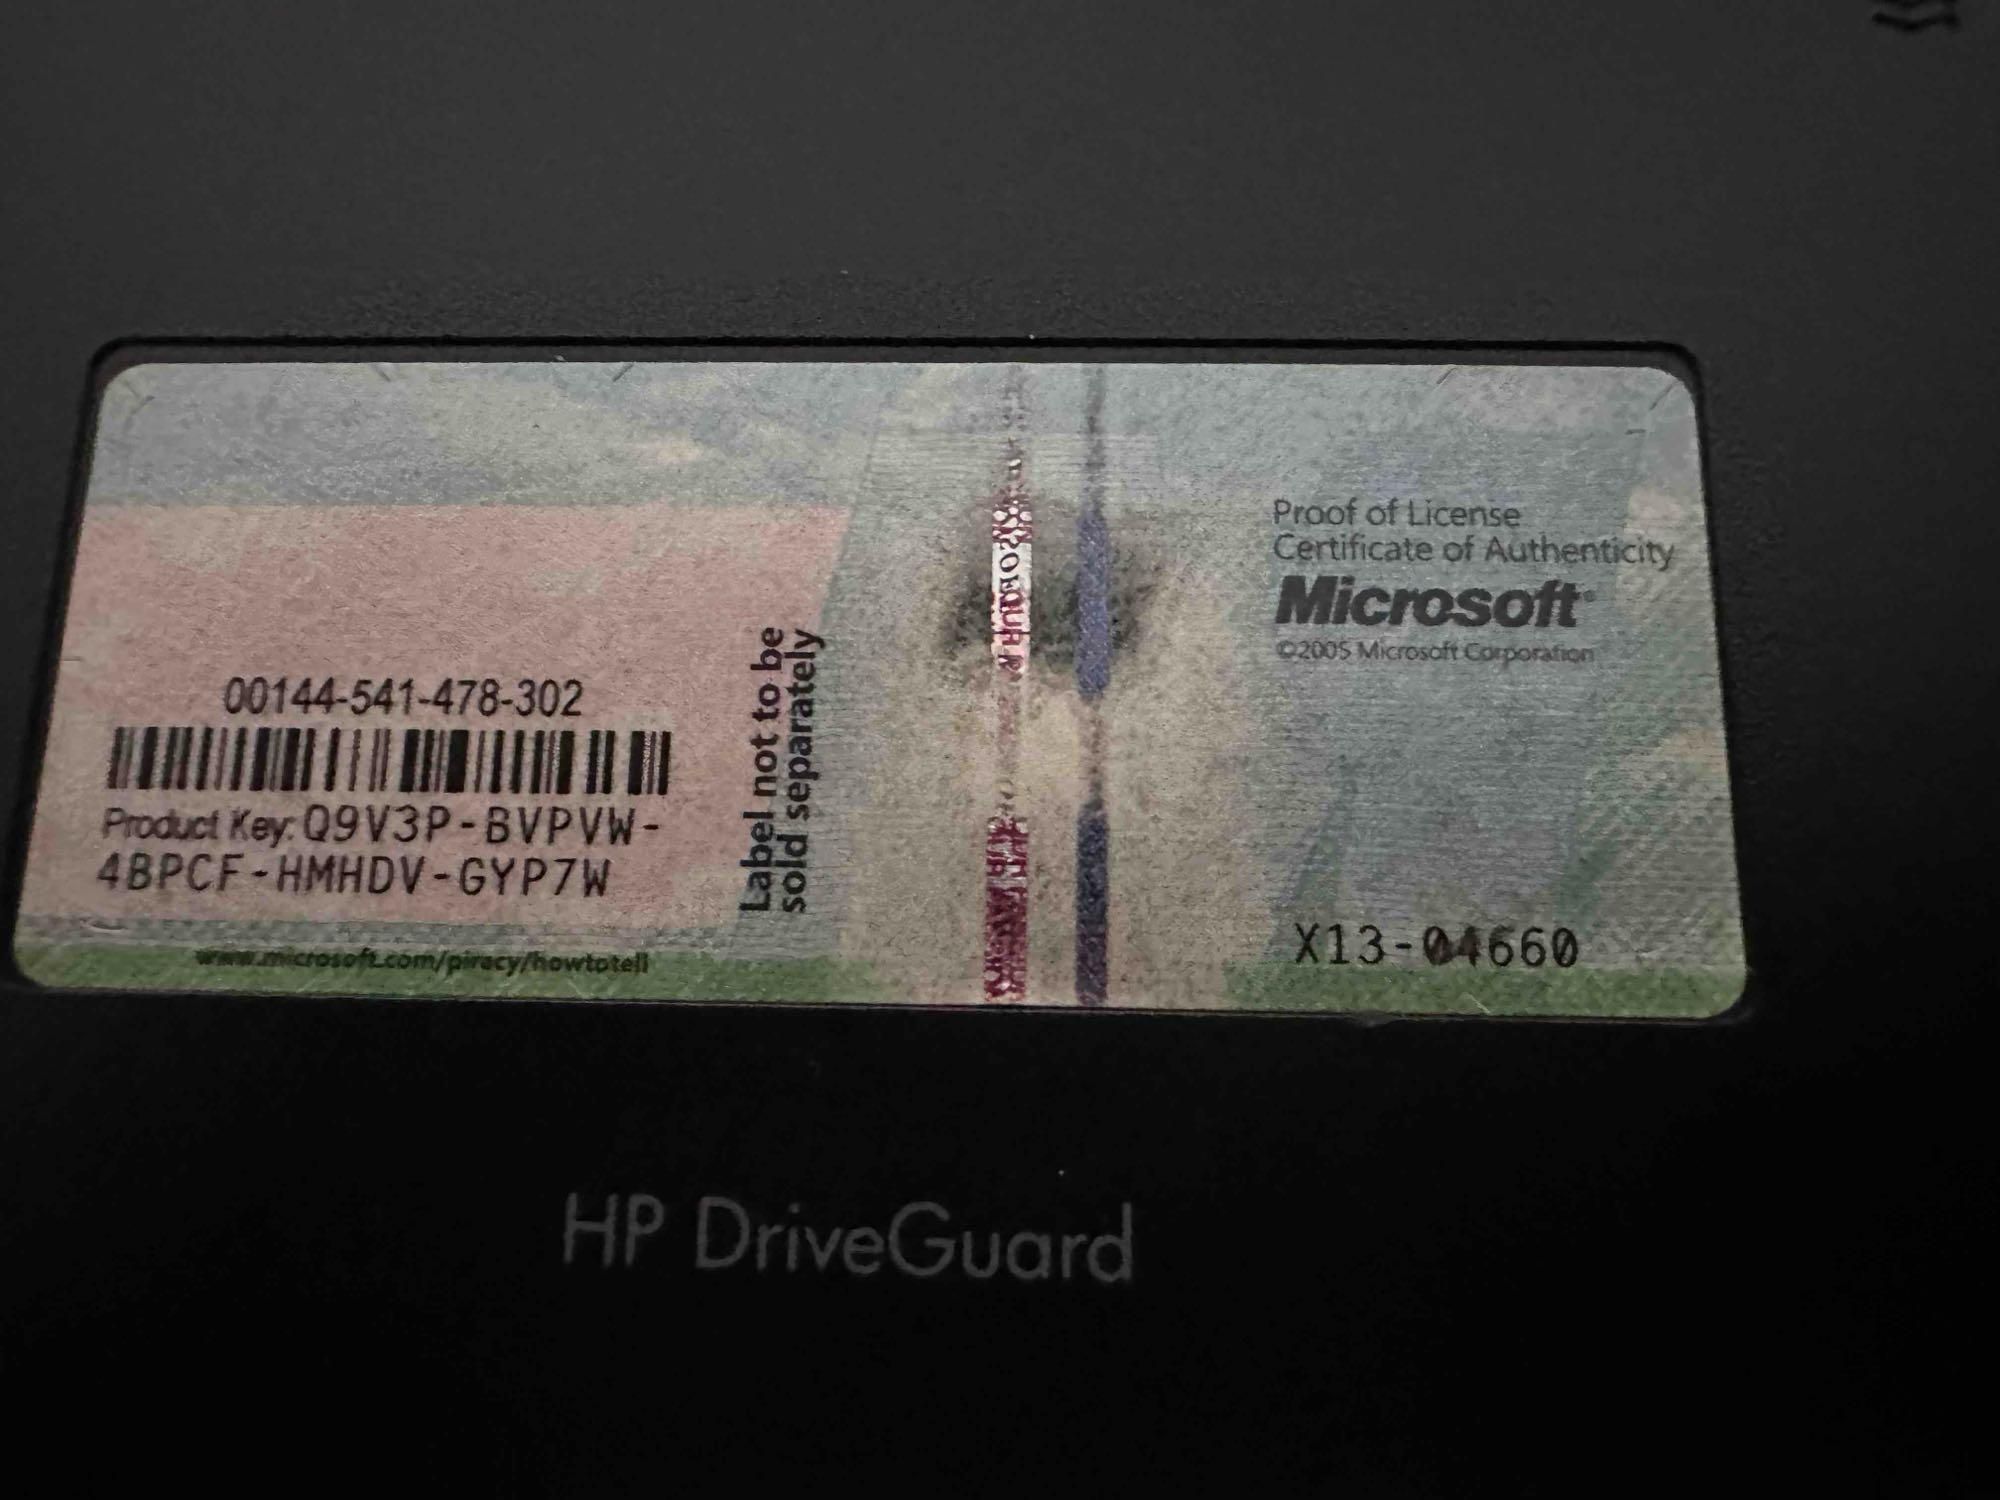 00144-541-478-302
Product Key: Q9V3P-BVPVW-
4BPCF-HMHDV-GYP7W
www.microsoft.com/piracy/howtotell
Label not to be
sold separately
Proof of License
Certificate of Authenticity
Microsoft®
©2005 Microsoft Corporation
X13-04660
HP DriveGuard